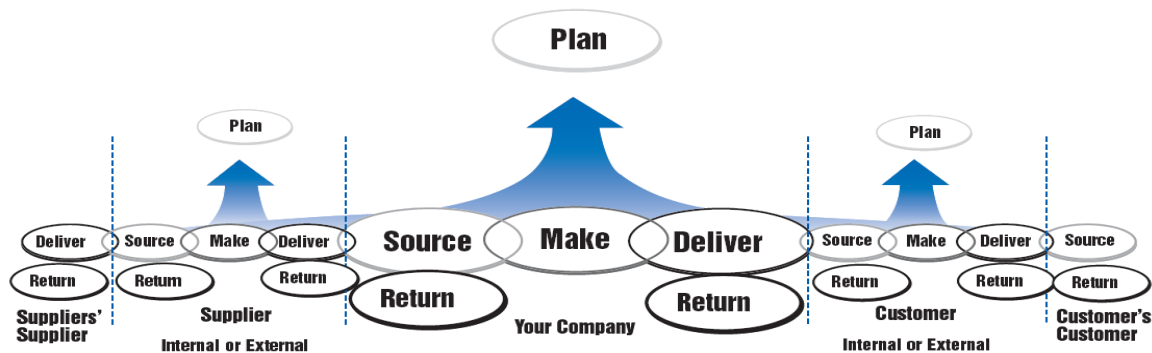 Plan
Plan
Plan
Deliver
Source
Make
Deliver
Source
Make
Deliver
Source
Make
Deliver
Source
Return
Return
Return
Return
Return
Return
Return
Return
Suppliers'
Supplier
Supplier
Internal or External
Your Company
Customer
Internal or External
Customer's
Customer